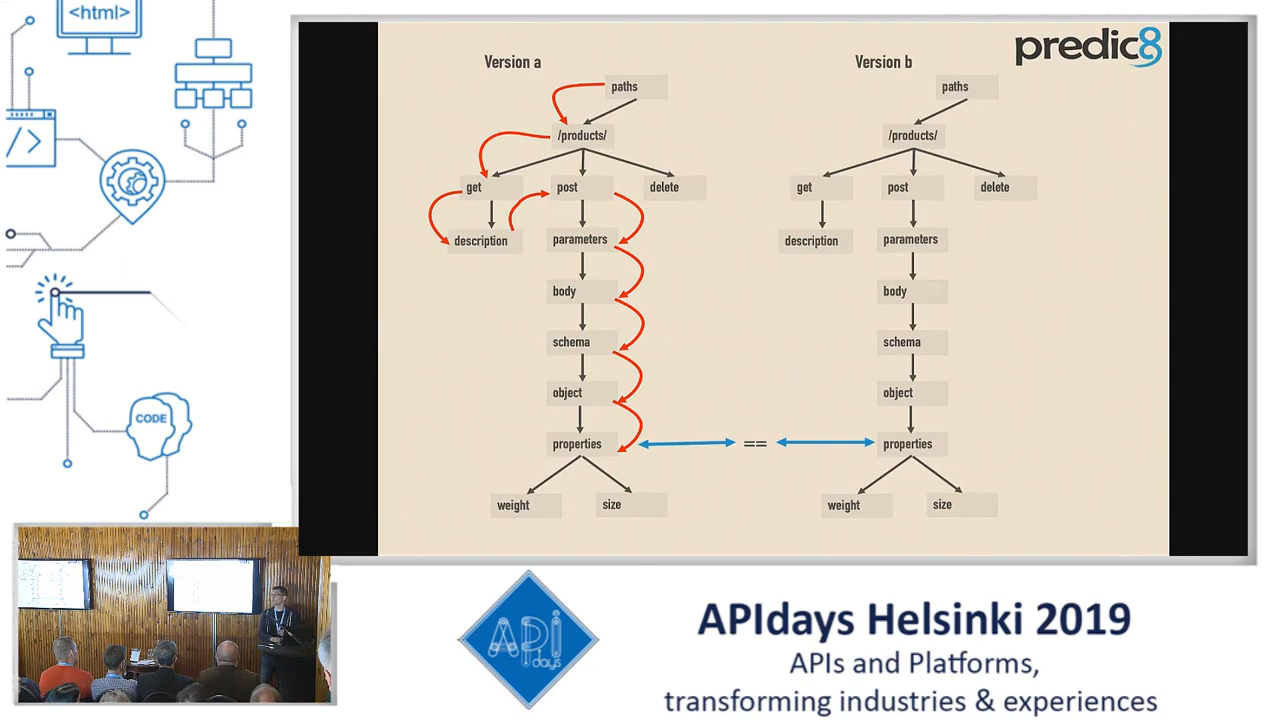 <html>
CODE
predic8
Version a
Version b
paths
/products/
get
post
delete
description
parameters
body
schema
object
properties
weight
size
==
paths
/products/
get
post
delete
description
parameters
body
schema
object
properties
weight
size
API
days
APIdays Helsinki 2019
APIs and Platforms,
transforming industries & experiences